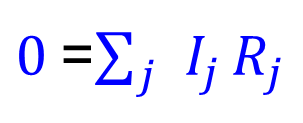 0 =∑ⱼ Iⱼ Rⱼ